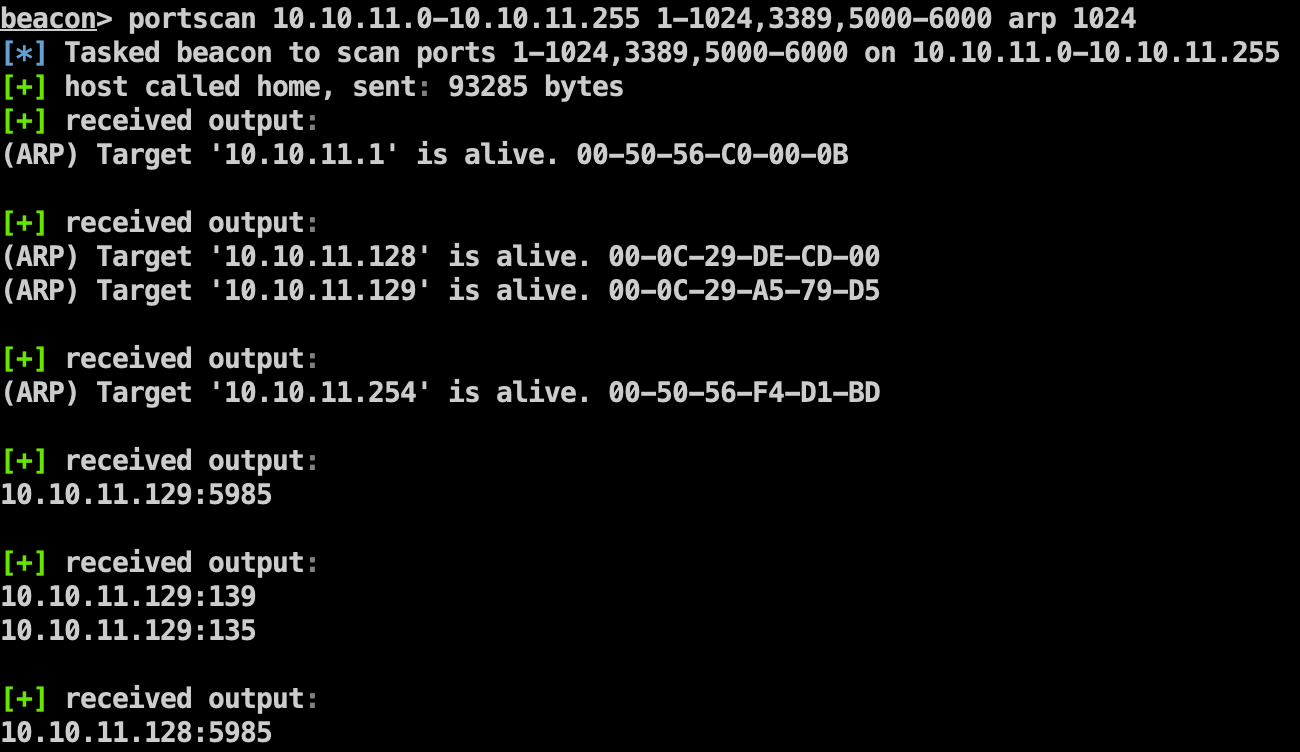 beacon> portscan 10.10.11.0-10.10.11.255 1-1024,3389,5000-6000 arp 1024
[*] Tasked beacon to scan ports 1-1024,3389,5000-6000 on 10.10.11.0-10.10.11.255
[+] host called home, sent: 93285 bytes
[+] received output:
(ARP) Target '10.10.11.1' is alive. 00-50-56-C0-00-0B
[+] received output:
(ARP) Target '10.10.11.128' is alive. 00-0C-29-DE-CD-00
(ARP) Target '10.10.11.129' is alive. 00-0C-29-A5-79-D5
[+] received output:
(ARP) Target '10.10.11.254' is alive. 00-50-56-F4-D1-BD
[+] received output:
10.10.11.129:5985
[+] received output:
10.10.11.129:139
10.10.11.129:135
[+] received output:
10.10.11.128:5985